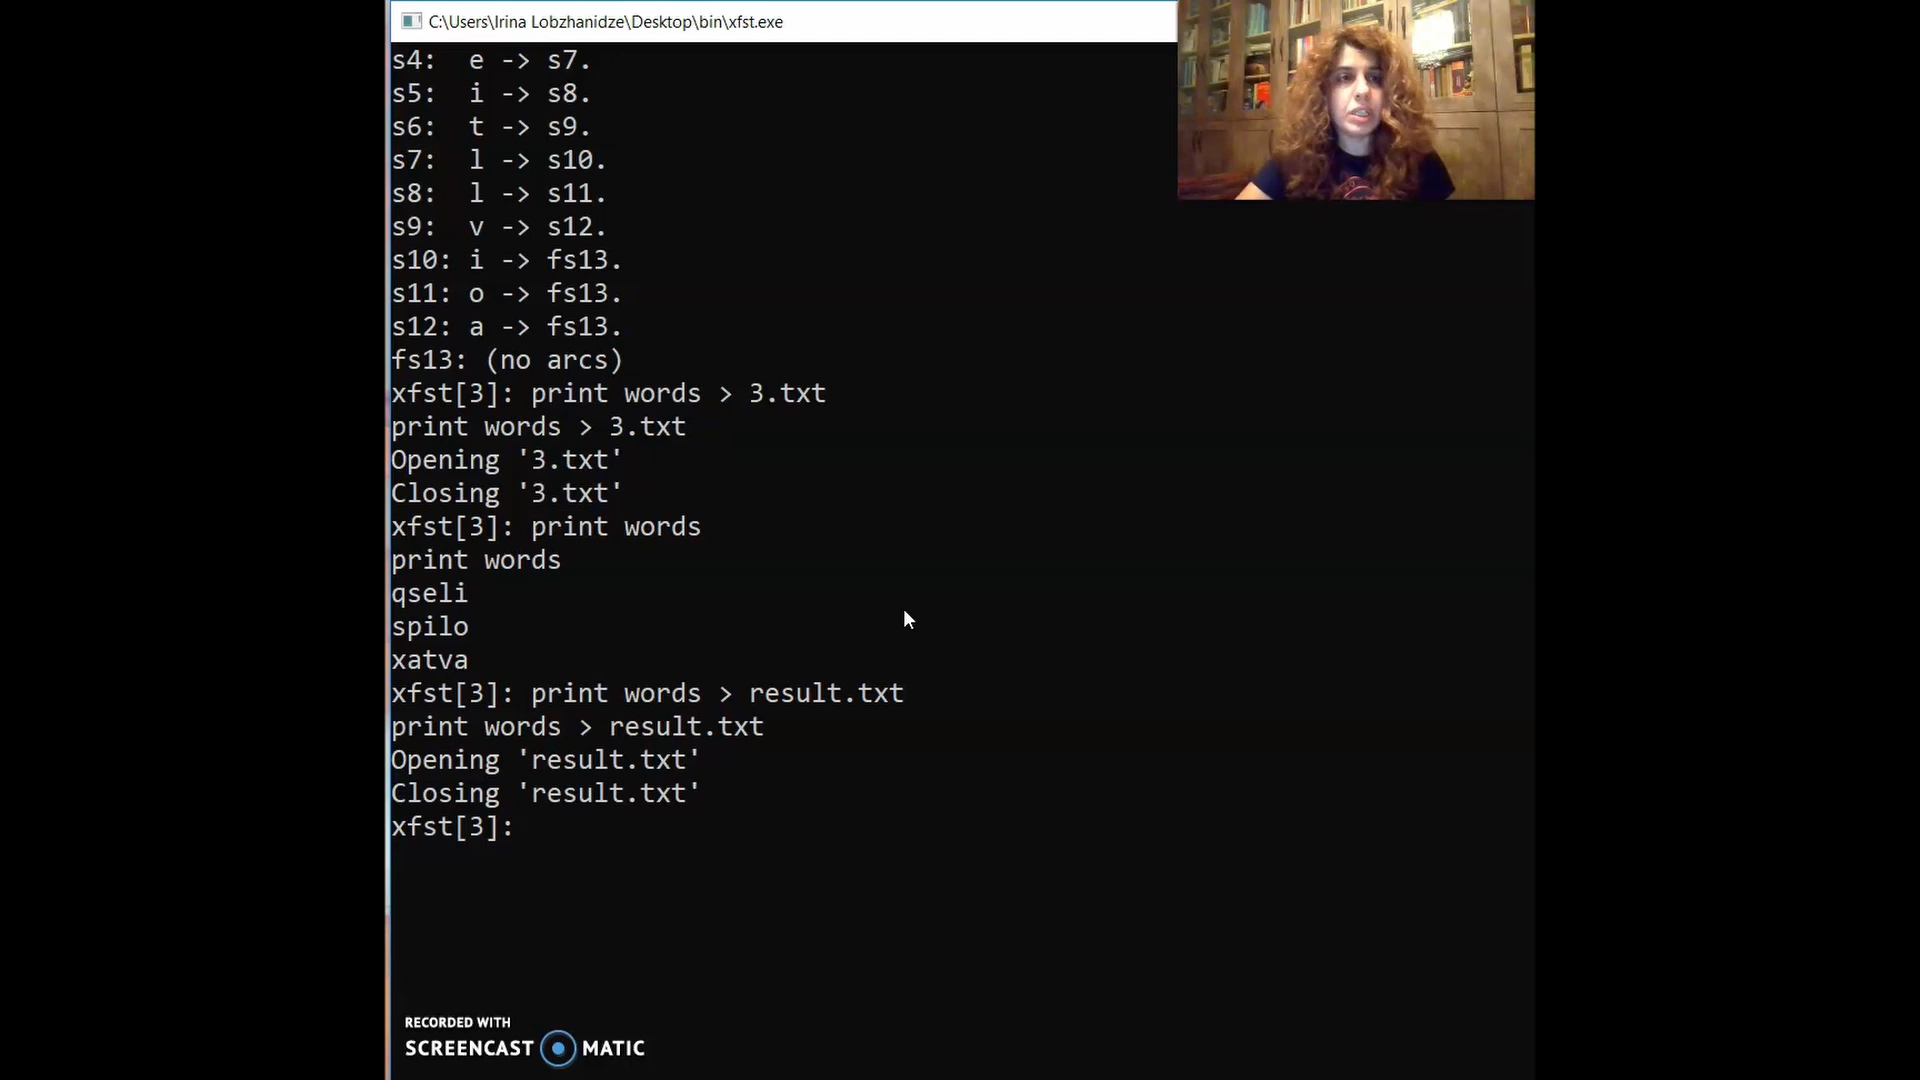 C:\Users\Irina Lobzhanidze\Desktop\bin\xfst.exe
s4:  e -> s7.
s5:  i -> s8.
s6:  t -> s9.
s7:  l -> s10.
s8:  l -> s11.
s9:  v -> s12.
s10: i -> fs13.
s11: o -> fs13.
s12: a -> fs13.
fs13: (no arcs)
xfst[3]: print words > 3.txt
print words > 3.txt
Opening '3.txt'
Closing '3.txt'
xfst[3]: print words
print words
qseli
spilo
xatva
xfst[3]: print words > result.txt
print words > result.txt
Opening 'result.txt'
Closing 'result.txt'
xfst[3]:
RECORDED WITH
SCREENCAST MATIC